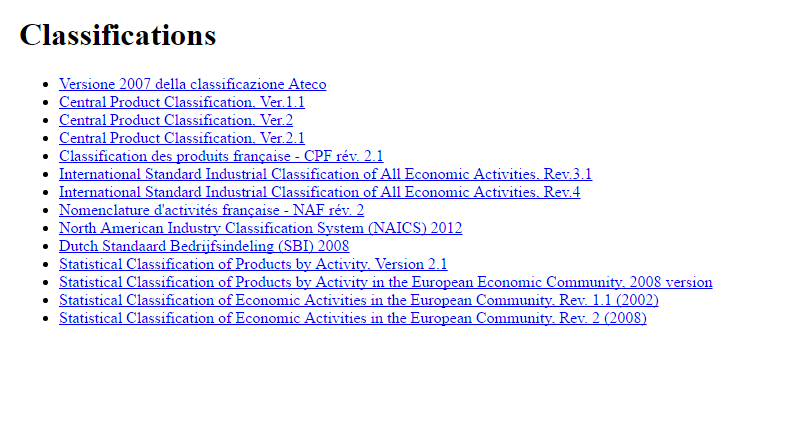 Classifications
Versione 2007 della classificazione Ateco
Central Product Classification, Ver.1.1
Central Product Classification, Ver.2
Central Product Classification, Ver.2.1
Classification des produits française - CPF rév. 2.1
International Standard Industrial Classification of All Economic Activities, Rev.3.1
International Standard Industrial Classification of All Economic Activities, Rev.4
Nomenclature d'activités française - NAF rév. 2
North American Industry Classification System (NAICS) 2012
Dutch Standaard Bedrijfsindeling (SBI) 2008
Statistical Classification of Products by Activity, Version 2.1
Statistical Classification of Products by Activity in the European Economic Community, 2008 version
Statistical Classification of Economic Activities in the European Community, Rev. 1.1 (2002)
Statistical Classification of Economic Activities in the European Community, Rev. 2 (2008)